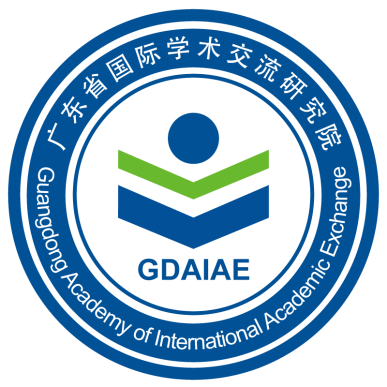 广东省国际学术交流研究院
GDAIAE
Guangdong Academy of International Academic Exchange